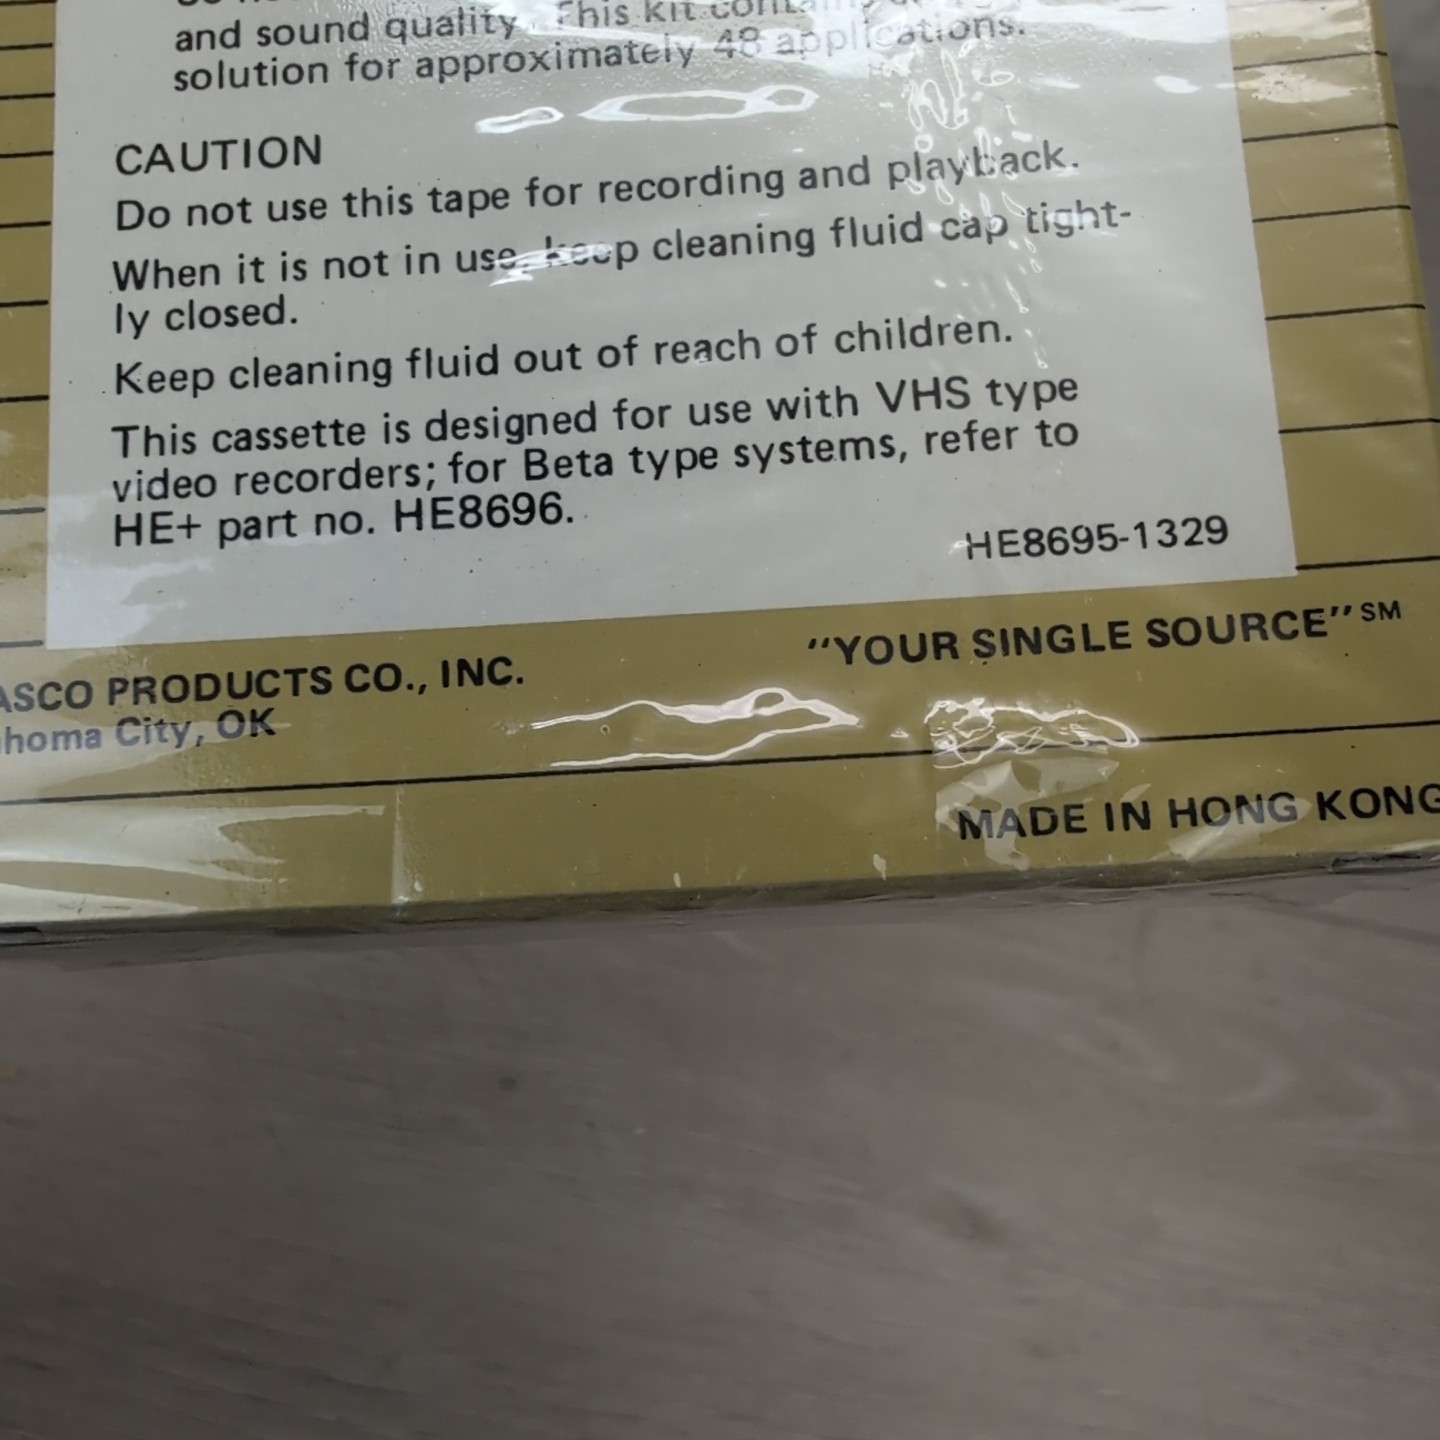 and sound quality. This kit
solution for approximately 48 applications.
CAUTION
Do not use this tape for recording and playback.
When it is not in use, keep cleaning fluid cap tight-
ly closed.
Keep cleaning fluid out of reach of children.
This cassette is designed for use with VHS type
video recorders; for Beta type systems, refer to
HE+ part no. HE8696.
HE8695-1329
"YOUR SINGLE SOURCE" SM
ASCO PRODUCTS CO., INC.
homa City, OK
MADE IN HONG KONG